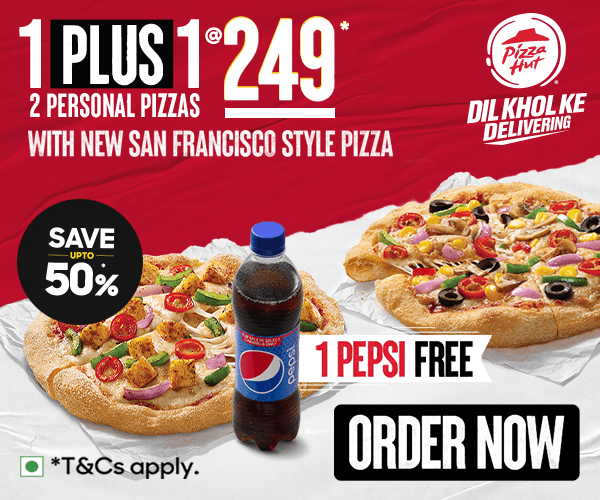 1 PLUS 1 @ 249*
2 PERSONAL PIZZAS
WITH NEW SAN FRANCISCO STYLE PIZZA
Pizza
Hut
DIL KHOL KE
DELIVERING
SAVE
UPTO
50%*
pepsi
1 PEPSI FREE
ORDER NOW
*T&Cs apply.